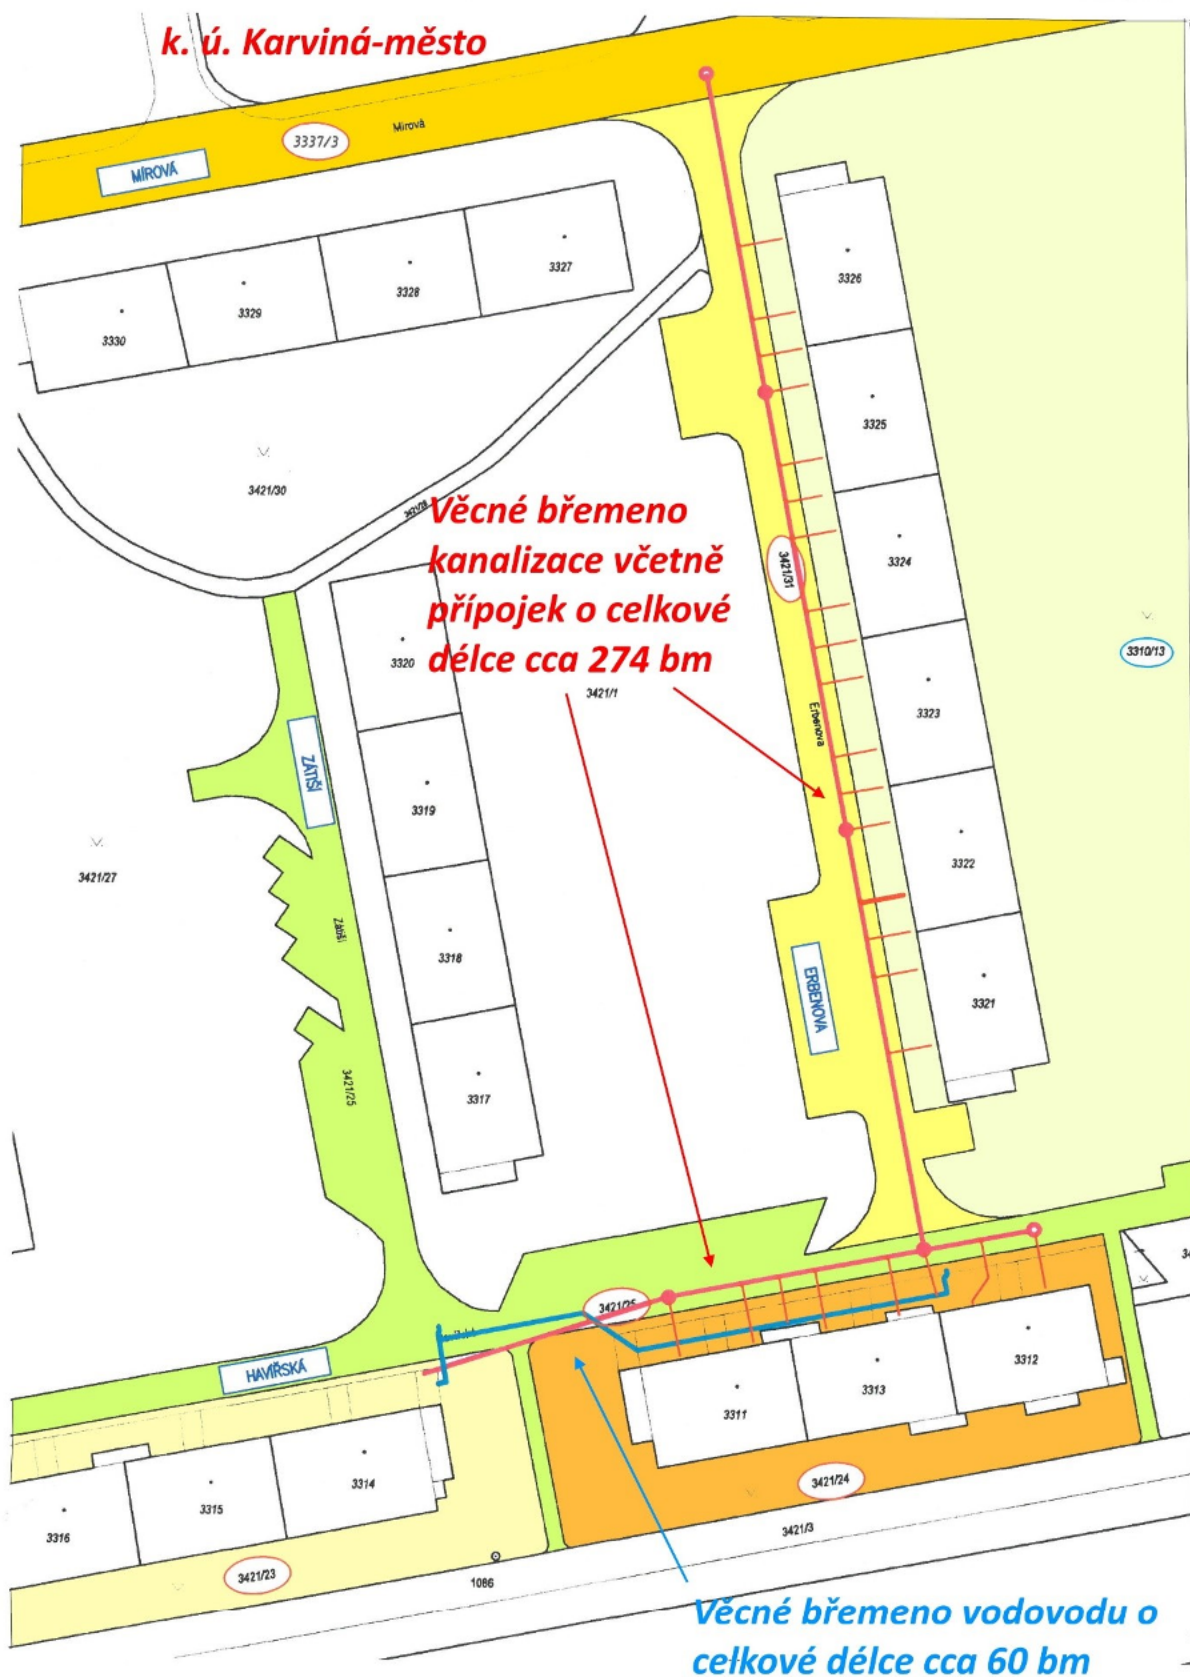 k. ú. Karviná-město
Mírová
3337/3
MÍROVÁ
3327
3328
3329
3330
3326
3325
3421/30
3421/28
Věcné břemeno
kanalizace včetně
přípojek o celkové
délce cca 274 bm
3421/31
3324
3320
3421/1
3310/13
3323
Erbenova
ZÁTIŠÍ
3319
3421/27
3322
Zátiší
3318
ERBENOVA
3321
3421/25
3317
3421/25
HAVÍŘSKÁ
3311
3313
3312
34
3314
3315
3316
3421/24
3421/3
3421/23
1086
Věcné břemeno vodovodu o
celkové délce cca 60 bm